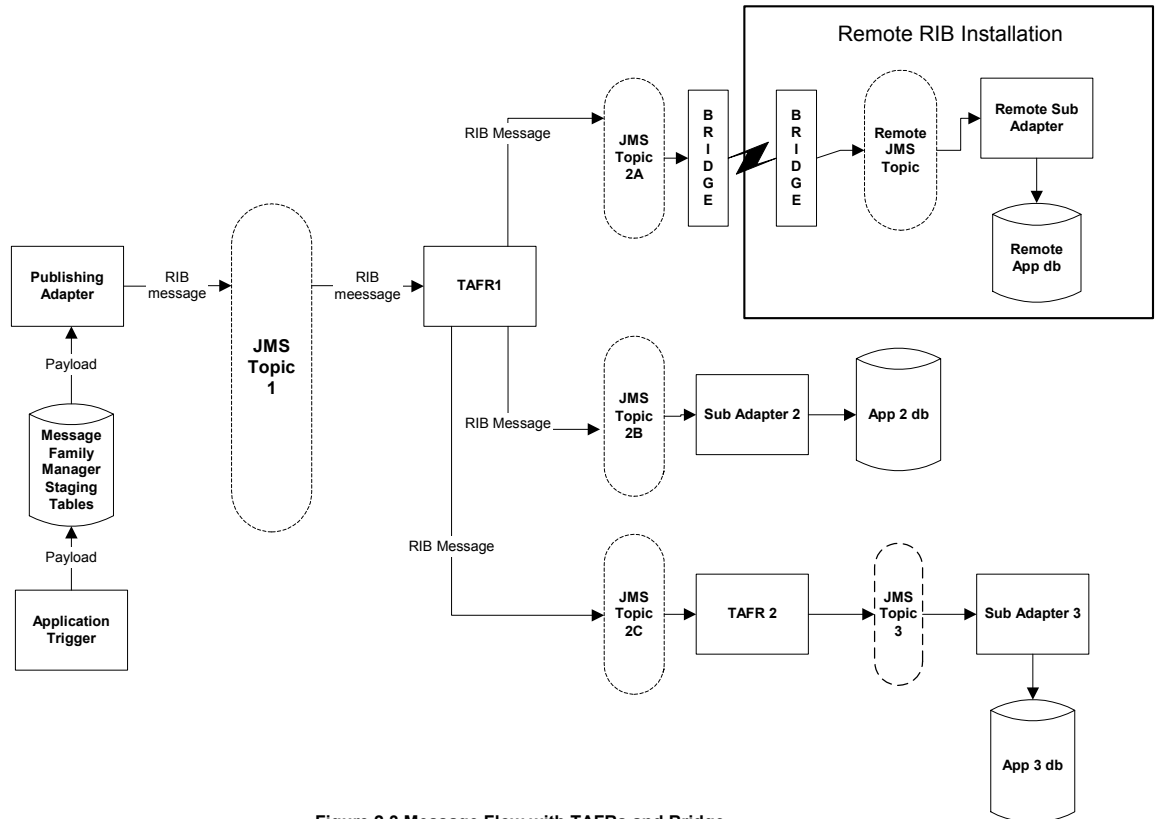 Remote RIB Installation
RIB Message
JMS
Topic
2A
B
R
I
D
G
E
B
R
I
D
G
E
Remote
JMS
Topic
Remote Sub
Adapter
Remote
App db
Publishing
Adapter
RIB
message
JMS
Topic
1
RIB
meessage
TAFR1
Payload
Message
Family
Manager
Staging
Tables
Payload
Application
Trigger
RIB Message
JMS
Topic
2B
Sub Adapter 2
App 2 db
RIB Message
JMS
Topic
2C
TAFR 2
JMS
Topic
3
Sub Adapter 3
App 3 db